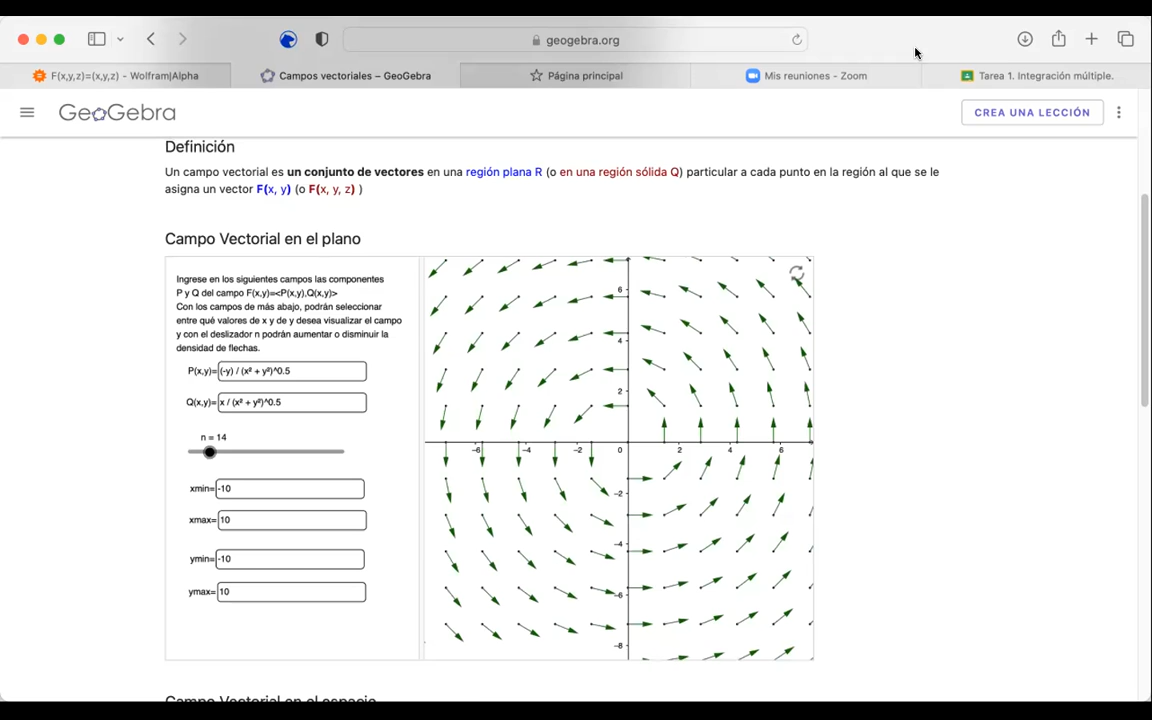 geogebra.org
F(x,y,z)=(x,y,z) - Wolfram|Alpha
Campos vectoriales – GeoGebra
Página principal
Mis reuniones - Zoom
Tarea 1. Integración múltiple.
GeoGebra
CREA UNA LECCIÓN
Definición
Un campo vectorial es un conjunto de vectores en una región plana R (o en una región sólida Q) particular a cada punto en la región al que se le
asigna un vector F(x, y) (o F(x, y, z) )
Campo Vectorial en el plano
Ingrese en los siguientes campos las componentes
P y Q del campo F(x,y)=<P(x,y),Q(x,y)>
Con los campos de más abajo, podrán seleccionar
entre qué valores de x y de y desea visualizar el campo
y con el deslizador n podrán aumentar o disminuir la
densidad de flechas.
P(x,y)= (-y) / (x² + y²)^0.5
Q(x,y)= x / (x² + y²)^0.5
n = 14
xmin= -10
xmax= 10
ymin= -10
ymax= 10
6
4
2
−6 −4 −2 0 2 4 6
−2
−4
−6
−8
Campo Vectorial en el espacio